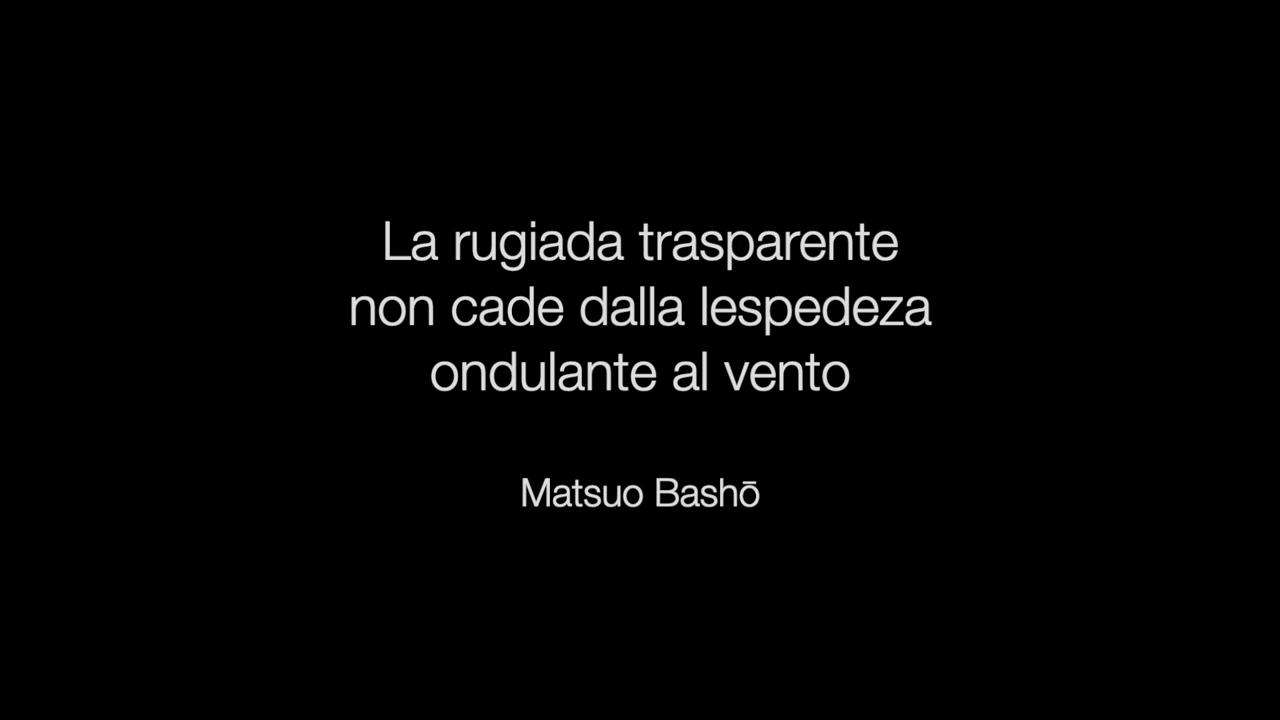 La rugiada trasparente
non cade dalla lespedeza
ondulante al vento
Matsuo Bashō